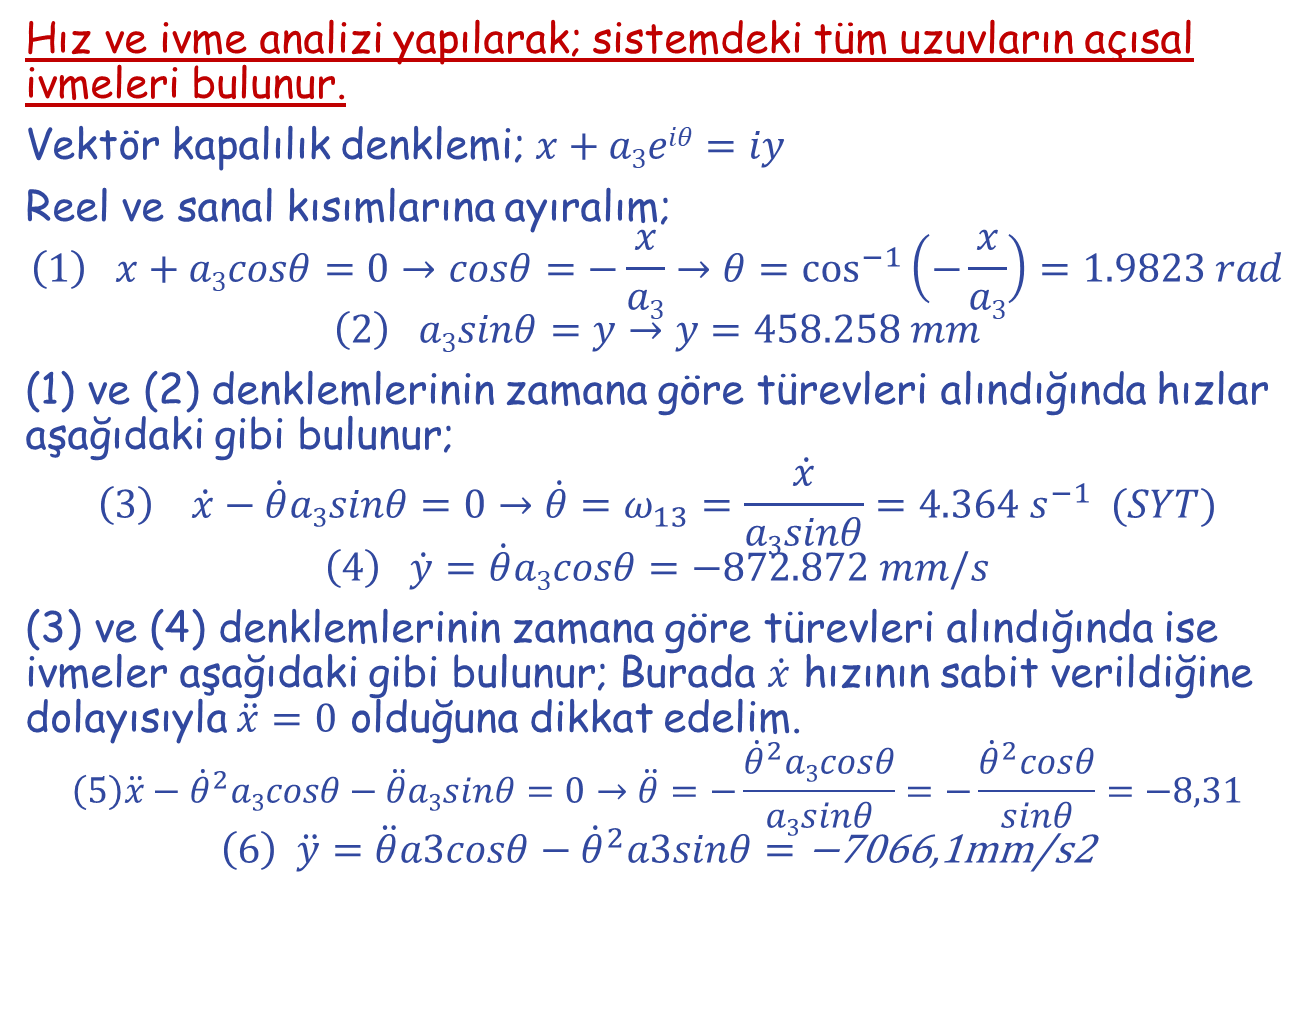 Hız ve ivme analizi yapılarak; sistemdeki tüm uzuvların açısal
ivmeleri bulunur.
Vektör kapalılık denklemi; x + a₃e^{iθ} = iy
Reel ve sanal kısımlarına ayıralım;
(1) x + a₃cosθ = 0 → cosθ = −x/a₃ → θ = cos⁻¹(−x/a₃) = 1.9823 rad
(2) a₃sinθ = y → y = 458.258 mm
(1) ve (2) denklemlerinin zamana göre türevleri alındığında hızlar
aşağıdaki gibi bulunur;
(3) ẋ − θ̇a₃sinθ = 0 → θ̇ = ω₁₃ = ẋ/a₃sinθ = 4.364 s⁻¹ (SYT)
(4) ẏ = θ̇a₃cosθ = −872.872 mm/s
(3) ve (4) denklemlerinin zamana göre türevleri alındığında ise
ivmeler aşağıdaki gibi bulunur; Burada ẋ hızının sabit verildiğine
dolayısıyla ẍ = 0 olduğuna dikkat edelim.
(5)ẍ − θ̇²a₃cosθ − θ̈a₃sinθ = 0 → θ̈ = −θ̇²a₃cosθ/a₃sinθ = −θ̇²cosθ/sinθ = −8,31
(6) ÿ = θ̈a3cosθ − θ̇²a3sinθ = −7066,1mm/s2